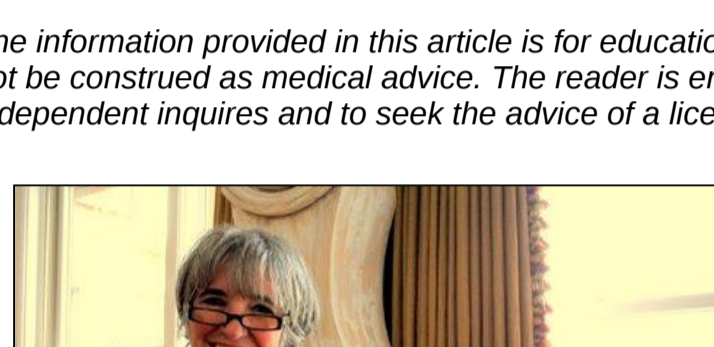 ne information provided in this article is for educatio
ot be construed as medical advice. The reader is er
dependent inquires and to seek the advice of a lice